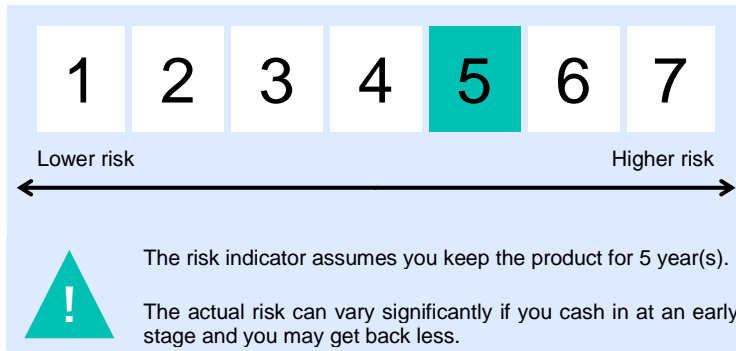 1 2 3 4 5 6 7
Lower risk Higher risk
The risk indicator assumes you keep the product for 5 year(s).
!
The actual risk can vary significantly if you cash in at an early
stage and you may get back less.